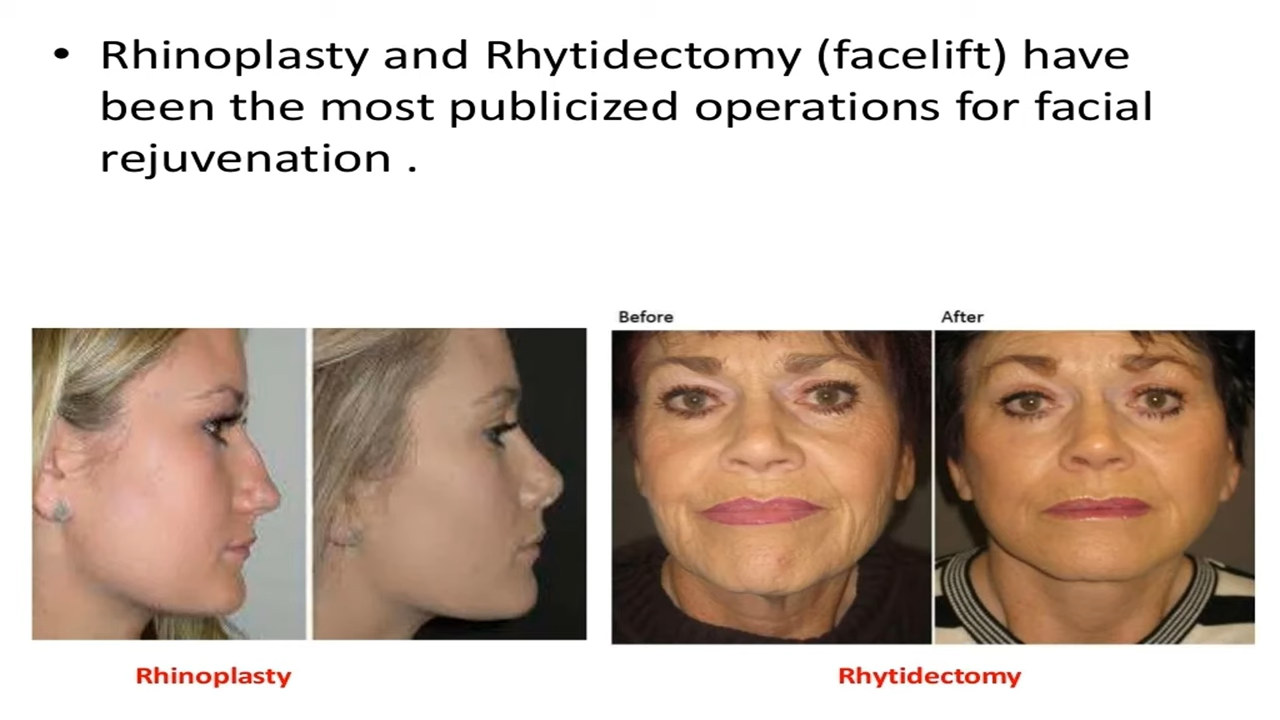 • Rhinoplasty and Rhytidectomy (facelift) have
been the most publicized operations for facial
rejuvenation .
Before
After
Rhinoplasty
Rhytidectomy